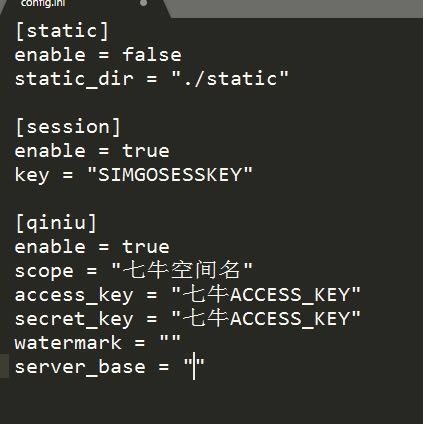 config.ini
[static]
enable = false
static_dir = "./static"
[session]
enable = true
key = "SIMGOSESSKEY"
[qiniu]
enable = true
scope = "七牛空间名"
access_key = "七牛ACCESS_KEY"
secret_key = "七牛ACCESS_KEY"
watermark = ""
server_base = ""